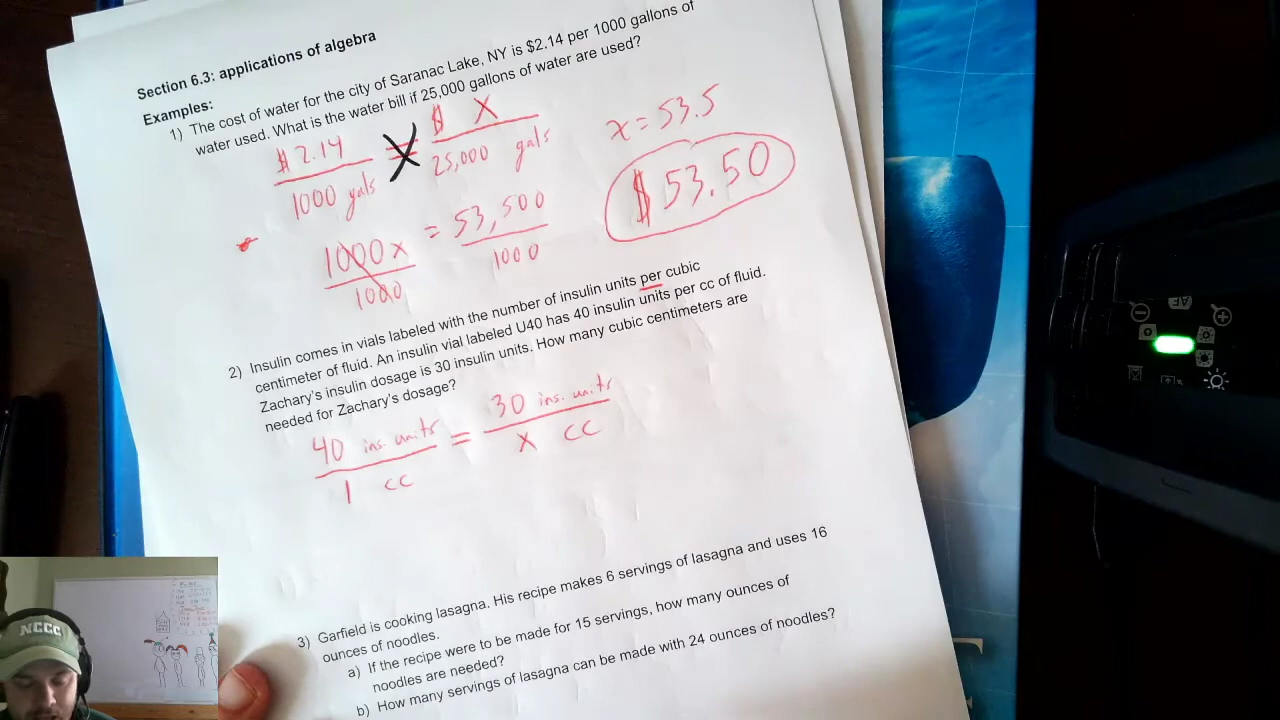 Section 6.3: applications of algebra
Examples:
1) The cost of water for the city of Saranac Lake, NY is $2.14 per 1000 gallons of
water used. What is the water bill if 25,000 gallons of water are used?
$ 2.14 = $ X
1000 gals 25,000 gals
x = 53.5
$53.50
1000x = 53,500
1000 1000
2) Insulin comes in vials labeled with the number of insulin units per cubic
centimeter of fluid. An insulin vial labeled U40 has 40 insulin units per cc of fluid.
Zachary's insulin dosage is 30 insulin units. How many cubic centimeters are
needed for Zachary's dosage?
40 ins. units = 30 ins. units
1 cc x cc
3) Garfield is cooking lasagna. His recipe makes 6 servings of lasagna and uses 16
ounces of noodles.
a) If the recipe were to be made for 15 servings, how many ounces of
noodles are needed?
b) How many servings of lasagna can be made with 24 ounces of noodles?
AF
NCCC